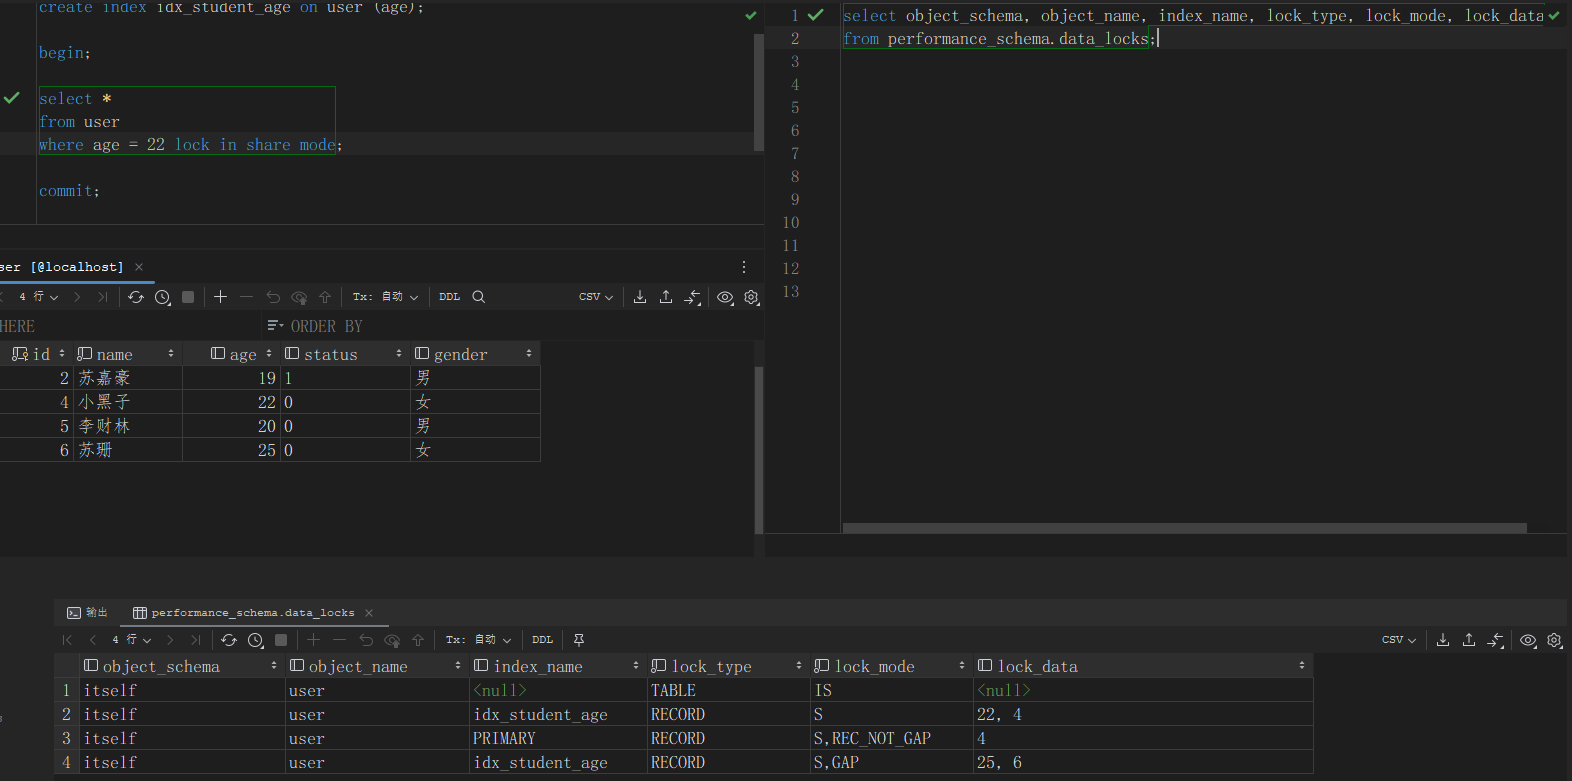 create index idx_student_age on user (age);
begin;
select *
from user
where age = 22 lock in share mode;
commit;
1 select object_schema, object_name, index_name, lock_type, lock_mode, lock_data
2 from performance_schema.data_locks;
3
4
5
6
7
8
9
10
11
12
13
ser [@localhost]
4 行 Tx: 自动 DDL CSV
HERE ORDER BY
id name age status gender
2 苏嘉豪 19 1 男
4 小黑子 22 0 女
5 李财林 20 0 男
6 苏珊 25 0 女
输出 performance_schema.data_locks
4 行 Tx: 自动 DDL CSV
object_schema object_name index_name lock_type lock_mode lock_data
1 itself user <null> TABLE IS <null>
2 itself user idx_student_age RECORD S 22, 4
3 itself user PRIMARY RECORD S,REC_NOT_GAP 4
4 itself user idx_student_age RECORD S,GAP 25, 6